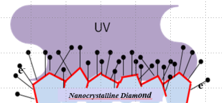 UV
e⁻ e⁻
Nanocrystalline Diamond